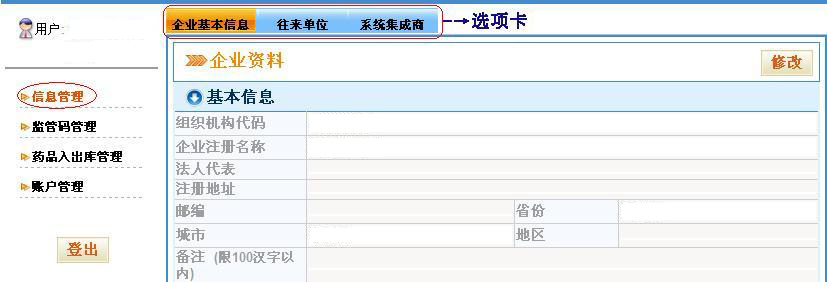 用户:
企业基本信息 往来单位 系统集成商 选项卡
企业资料 修改
信息管理
基本信息
组织机构代码
监管码管理
企业注册名称
药品入出库管理
法人代表
账户管理
注册地址
邮编 省份
城市 地区
登出
备注 (限100汉字以
内)